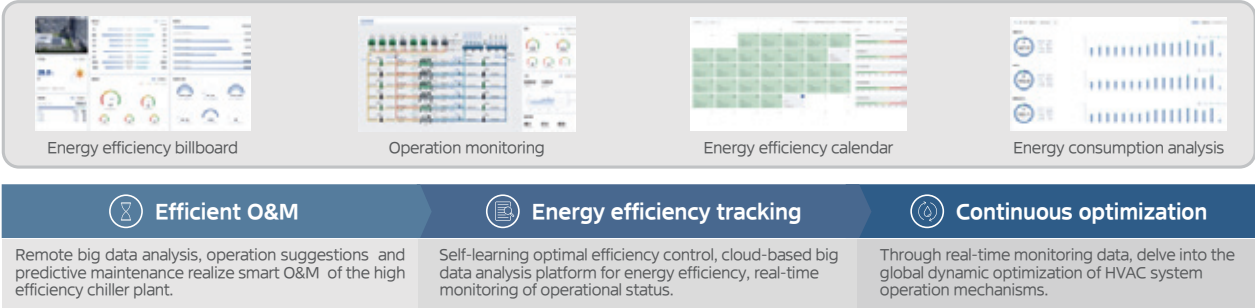 Energy efficiency billboard
Operation monitoring
Energy efficiency calendar
Energy consumption analysis
Efficient O&M
Energy efficiency tracking
Continuous optimization
Remote big data analysis, operation suggestions and
predictive maintenance realize smart O&M of the high
efficiency chiller plant.
Self-learning optimal efficiency control, cloud-based big
data analysis platform for energy efficiency, real-time
monitoring of operational status.
Through real-time monitoring data, delve into the
global dynamic optimization of HVAC system
operation mechanisms.